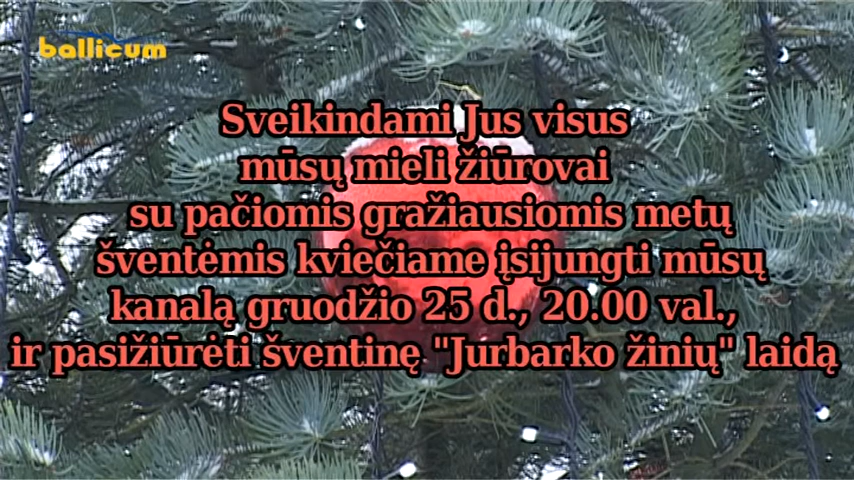 ballicum
Sveikindami Jus visus
mūsų mieli žiūrovai
su pačiomis gražiausiomis metų
šventėmis kviečiame įsijungti mūsų
kanalą gruodžio 25 d., 20.00 val.,
ir pasižiūrėti šventinę "Jurbarko žinių" laidą